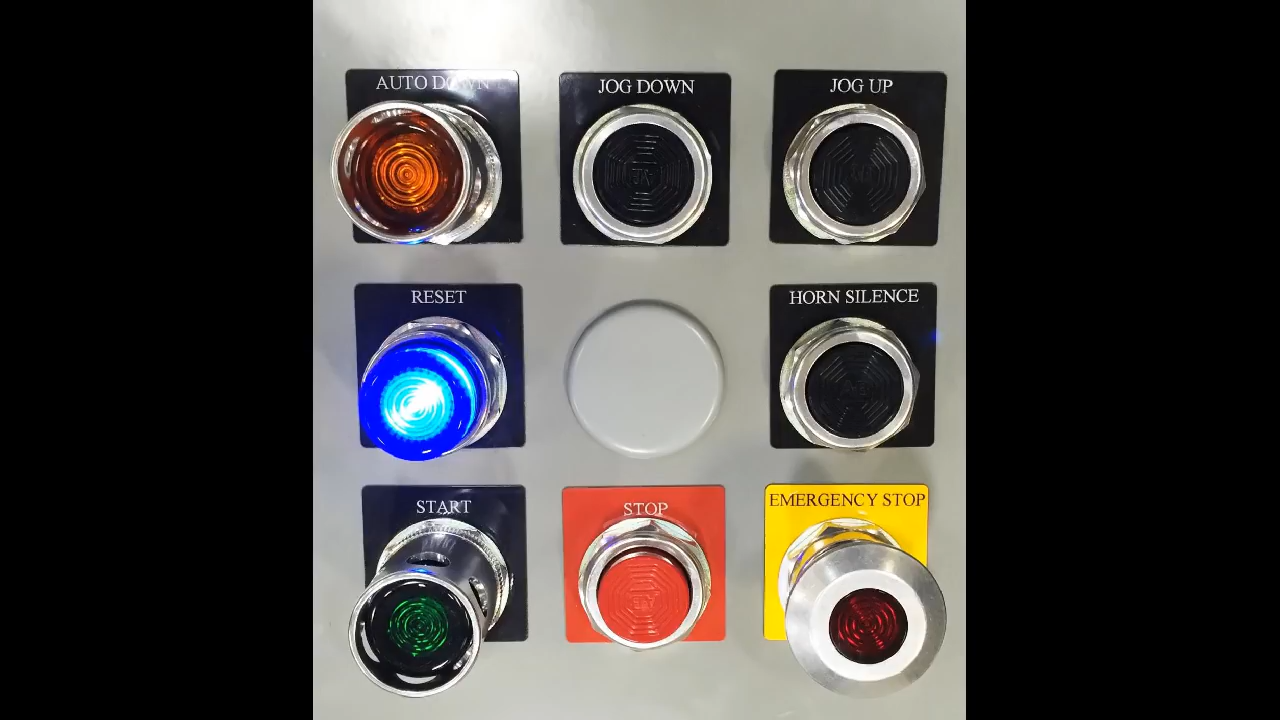 AUTO DOWN
JOG DOWN
JOG UP
RESET
HORN SILENCE
START
STOP
EMERGENCY STOP